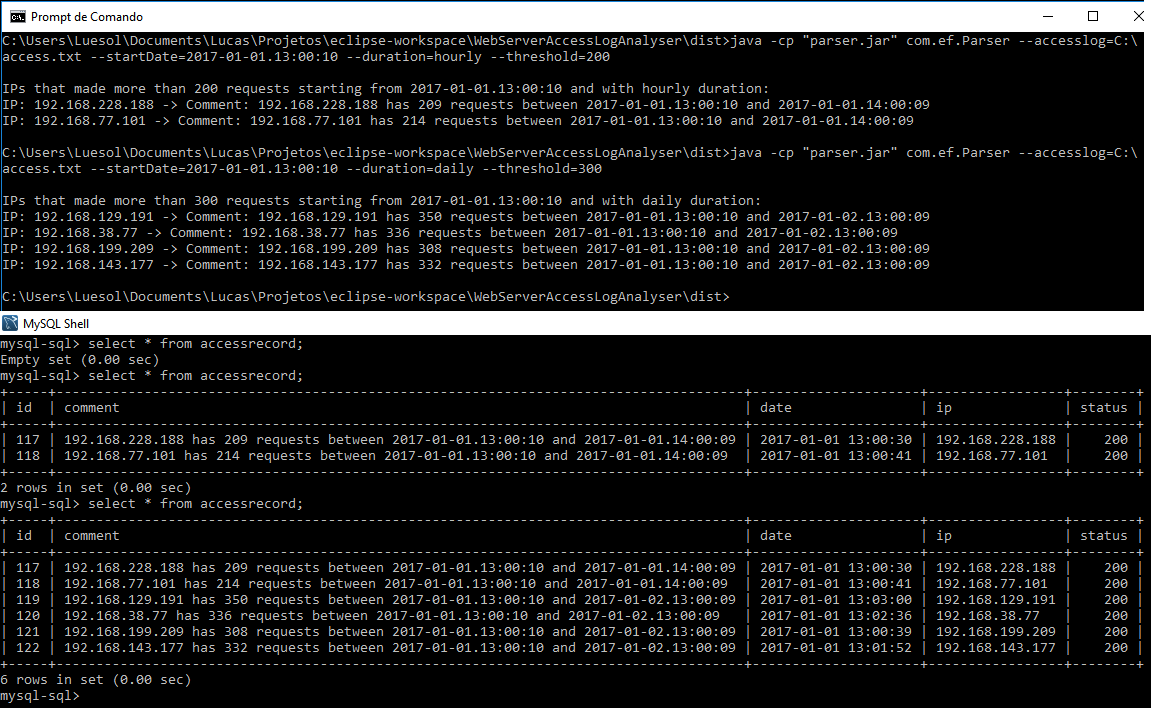 Prompt de Comando
C:\Users\Luesol\Documents\Lucas\Projetos\eclipse-workspace\WebServerAccessLogAnalyser\dist>java -cp "parser.jar" com.ef.Parser --accesslog=C:\
access.txt --startDate=2017-01-01.13:00:10 --duration=hourly --threshold=200
IPs that made more than 200 requests starting from 2017-01-01.13:00:10 and with hourly duration:
IP: 192.168.228.188 -> Comment: 192.168.228.188 has 209 requests between 2017-01-01.13:00:10 and 2017-01-01.14:00:09
IP: 192.168.77.101 -> Comment: 192.168.77.101 has 214 requests between 2017-01-01.13:00:10 and 2017-01-01.14:00:09
C:\Users\Luesol\Documents\Lucas\Projetos\eclipse-workspace\WebServerAccessLogAnalyser\dist>java -cp "parser.jar" com.ef.Parser --accesslog=C:\
access.txt --startDate=2017-01-01.13:00:10 --duration=daily --threshold=300
IPs that made more than 300 requests starting from 2017-01-01.13:00:10 and with daily duration:
IP: 192.168.129.191 -> Comment: 192.168.129.191 has 350 requests between 2017-01-01.13:00:10 and 2017-01-02.13:00:09
IP: 192.168.38.77 -> Comment: 192.168.38.77 has 336 requests between 2017-01-01.13:00:10 and 2017-01-02.13:00:09
IP: 192.168.199.209 -> Comment: 192.168.199.209 has 308 requests between 2017-01-01.13:00:10 and 2017-01-02.13:00:09
IP: 192.168.143.177 -> Comment: 192.168.143.177 has 332 requests between 2017-01-01.13:00:10 and 2017-01-02.13:00:09
C:\Users\Luesol\Documents\Lucas\Projetos\eclipse-workspace\WebServerAccessLogAnalyser\dist>
MySQL Shell
mysql-sql> select * from accessrecord;
Empty set (0.00 sec)
mysql-sql> select * from accessrecord;
| id | comment | date | ip | status |
| 117 | 192.168.228.188 has 209 requests between 2017-01-01.13:00:10 and 2017-01-01.14:00:09 | 2017-01-01 13:00:30 | 192.168.228.188 | 200 |
| 118 | 192.168.77.101 has 214 requests between 2017-01-01.13:00:10 and 2017-01-01.14:00:09 | 2017-01-01 13:00:41 | 192.168.77.101 | 200 |
2 rows in set (0.00 sec)
mysql-sql> select * from accessrecord;
| id | comment | date | ip | status |
| 117 | 192.168.228.188 has 209 requests between 2017-01-01.13:00:10 and 2017-01-01.14:00:09 | 2017-01-01 13:00:30 | 192.168.228.188 | 200 |
| 118 | 192.168.77.101 has 214 requests between 2017-01-01.13:00:10 and 2017-01-01.14:00:09 | 2017-01-01 13:00:41 | 192.168.77.101 | 200 |
| 119 | 192.168.129.191 has 350 requests between 2017-01-01.13:00:10 and 2017-01-02.13:00:09 | 2017-01-01 13:03:00 | 192.168.129.191 | 200 |
| 120 | 192.168.38.77 has 336 requests between 2017-01-01.13:00:10 and 2017-01-02.13:00:09 | 2017-01-01 13:02:36 | 192.168.38.77 | 200 |
| 121 | 192.168.199.209 has 308 requests between 2017-01-01.13:00:10 and 2017-01-02.13:00:09 | 2017-01-01 13:00:39 | 192.168.199.209 | 200 |
| 122 | 192.168.143.177 has 332 requests between 2017-01-01.13:00:10 and 2017-01-02.13:00:09 | 2017-01-01 13:01:52 | 192.168.143.177 | 200 |
6 rows in set (0.00 sec)
mysql-sql>